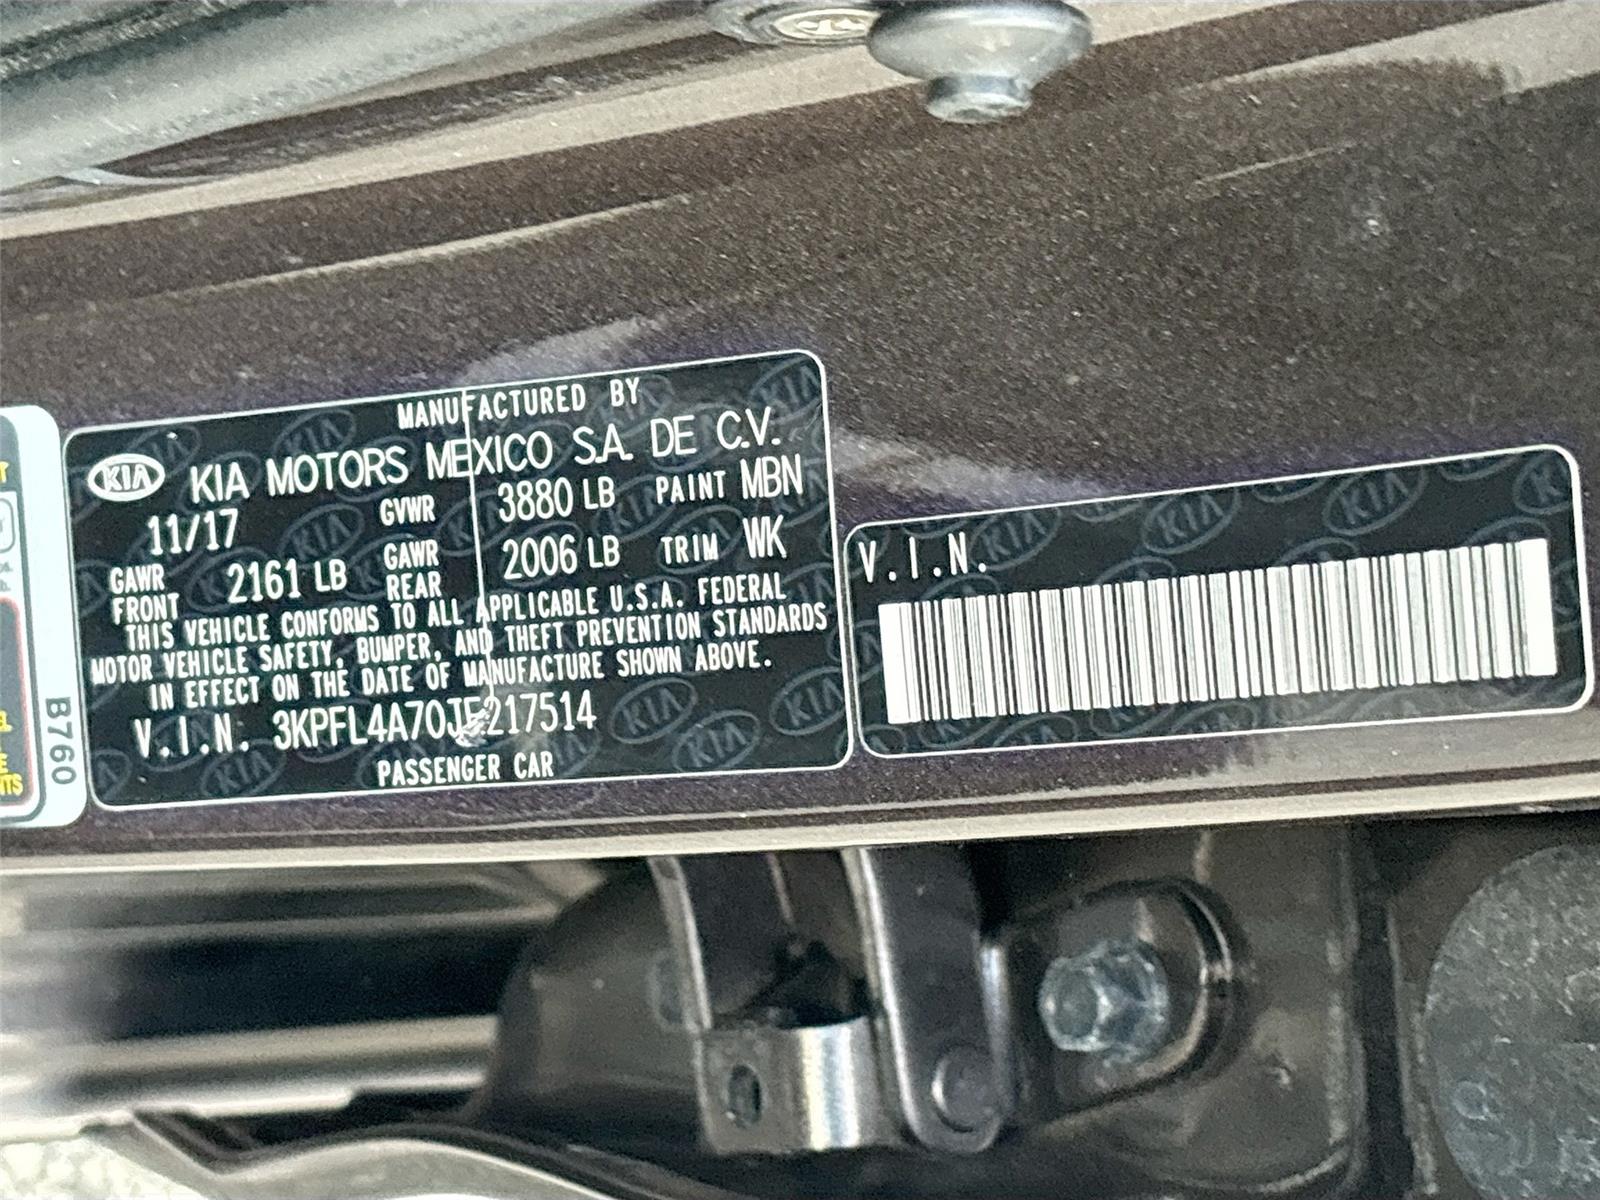 MANUFACTURED BY
KIA KIA MOTORS MEXICO S.A. DE C.V.
11/17 GVWR 3880 LB PAINT MBN
GAWR FRONT 2161 LB GAWR REAR 2006 LB TRIM WK
THIS VEHICLE CONFORMS TO ALL APPLICABLE U.S.A. FEDERAL
MOTOR VEHICLE SAFETY, BUMPER, AND THEFT PREVENTION STANDARDS
IN EFFECT ON THE DATE OF MANUFACTURE SHOWN ABOVE.
V.I.N. 3KPFL4A70JE217514
PASSENGER CAR
V.I.N.
B760